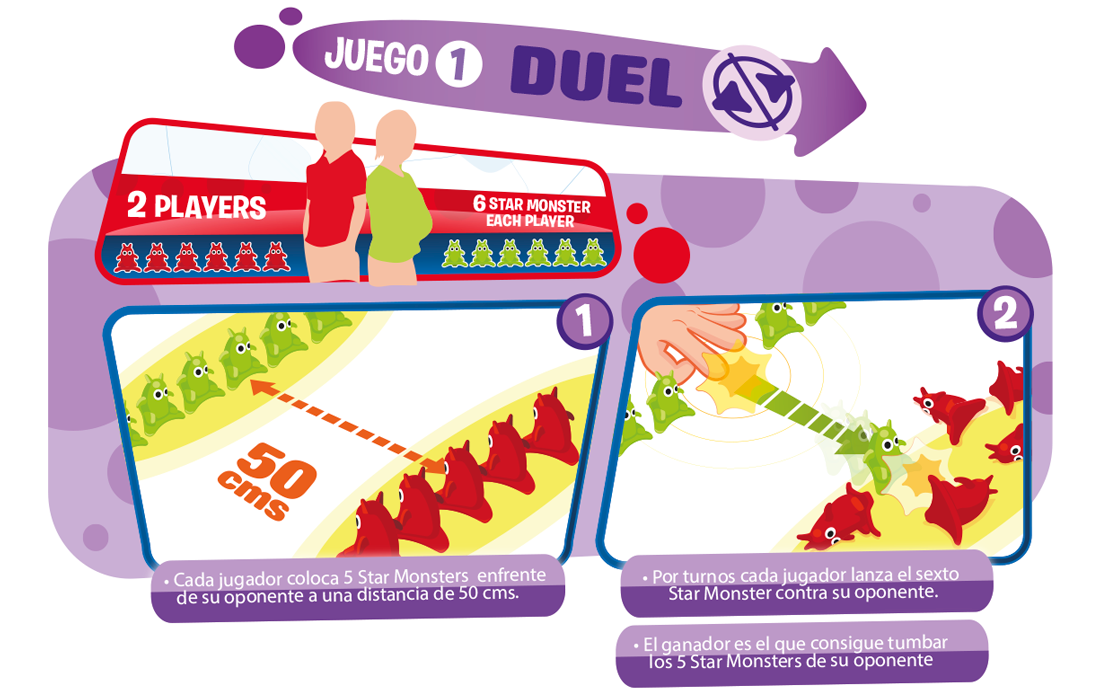 JUEGO 1 DUEL
2 PLAYERS
6 STAR MONSTER
EACH PLAYER
1
50
cms
• Cada jugador coloca 5 Star Monsters enfrente
de su oponente a una distancia de 50 cms.
2
• Por turnos cada jugador lanza el sexto
Star Monster contra su oponente.
• El ganador es el que consigue tumbar
los 5 Star Monsters de su oponente